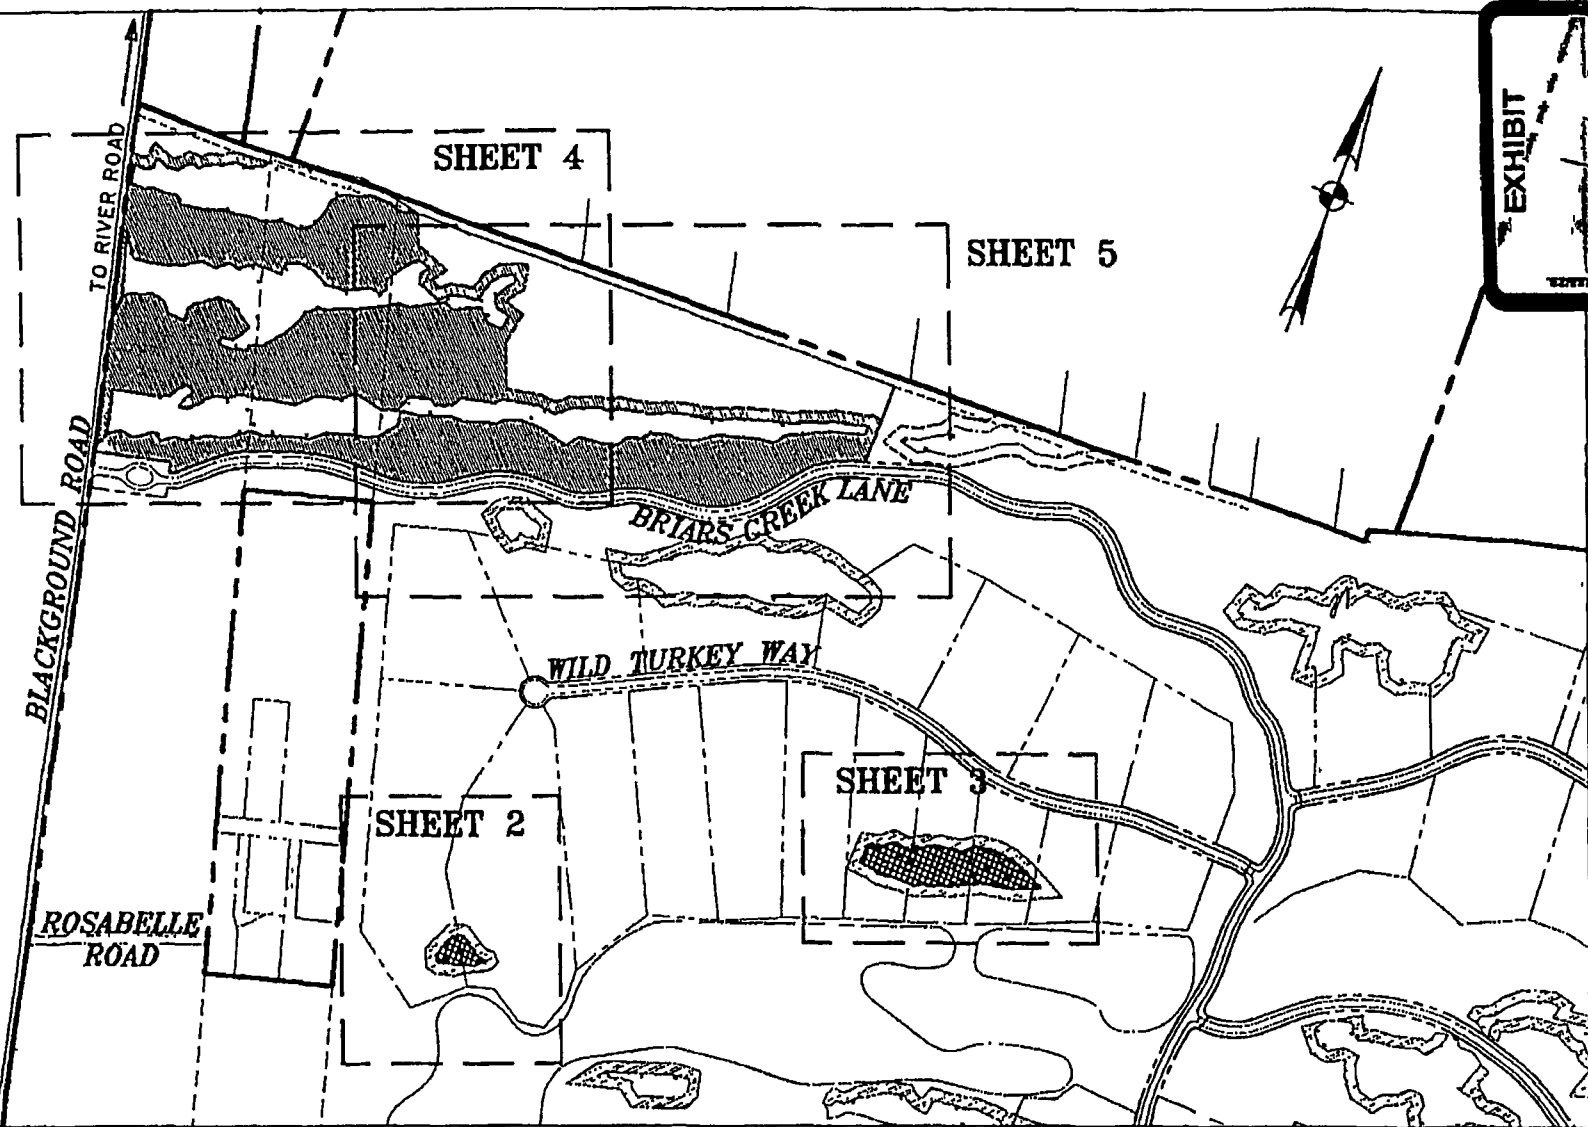 EXHIBIT
TO RIVER ROAD
SHEET 4
SHEET 5
BLACKGROUND ROAD
BRIARS CREEK LANE
WILD TURKEY WAY
SHEET 3
SHEET 2
ROSABELLE
ROAD